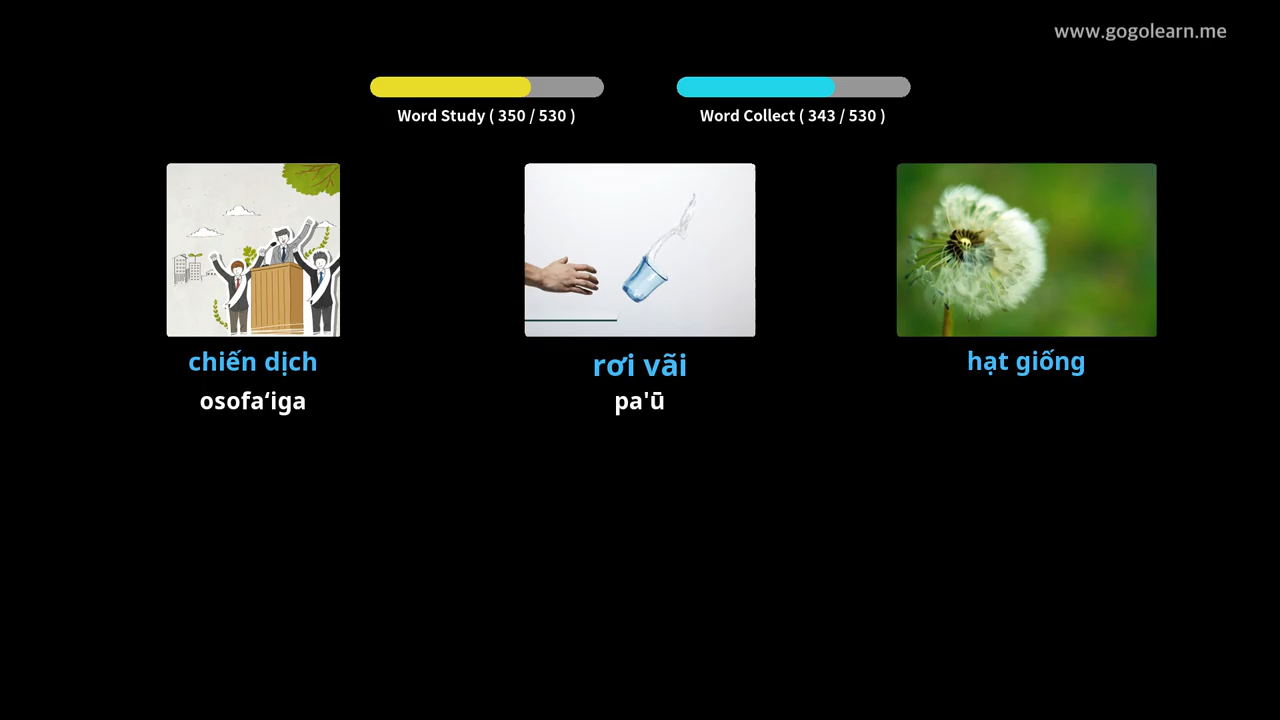 www.gogolearn.me
Word Study ( 350 / 530 )
Word Collect ( 343 / 530 )
chiến dịch
osofa‘iga
rơi vãi
pa'ū
hạt giống